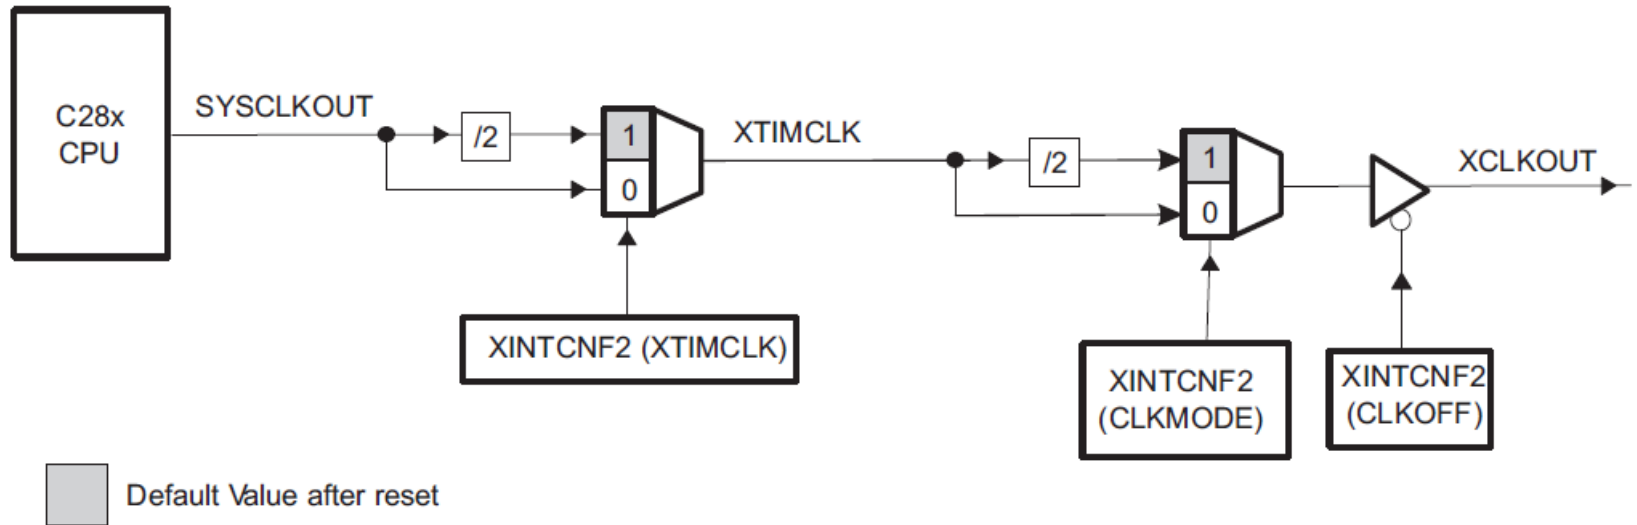 C28x
CPU
SYSCLKOUT
/2
1
0
XTIMCLK
/2
1
0
XCLKOUT
XINTCNF2 (XTIMCLK)
XINTCNF2
(CLKMODE)
XINTCNF2
(CLKOFF)
Default Value after reset